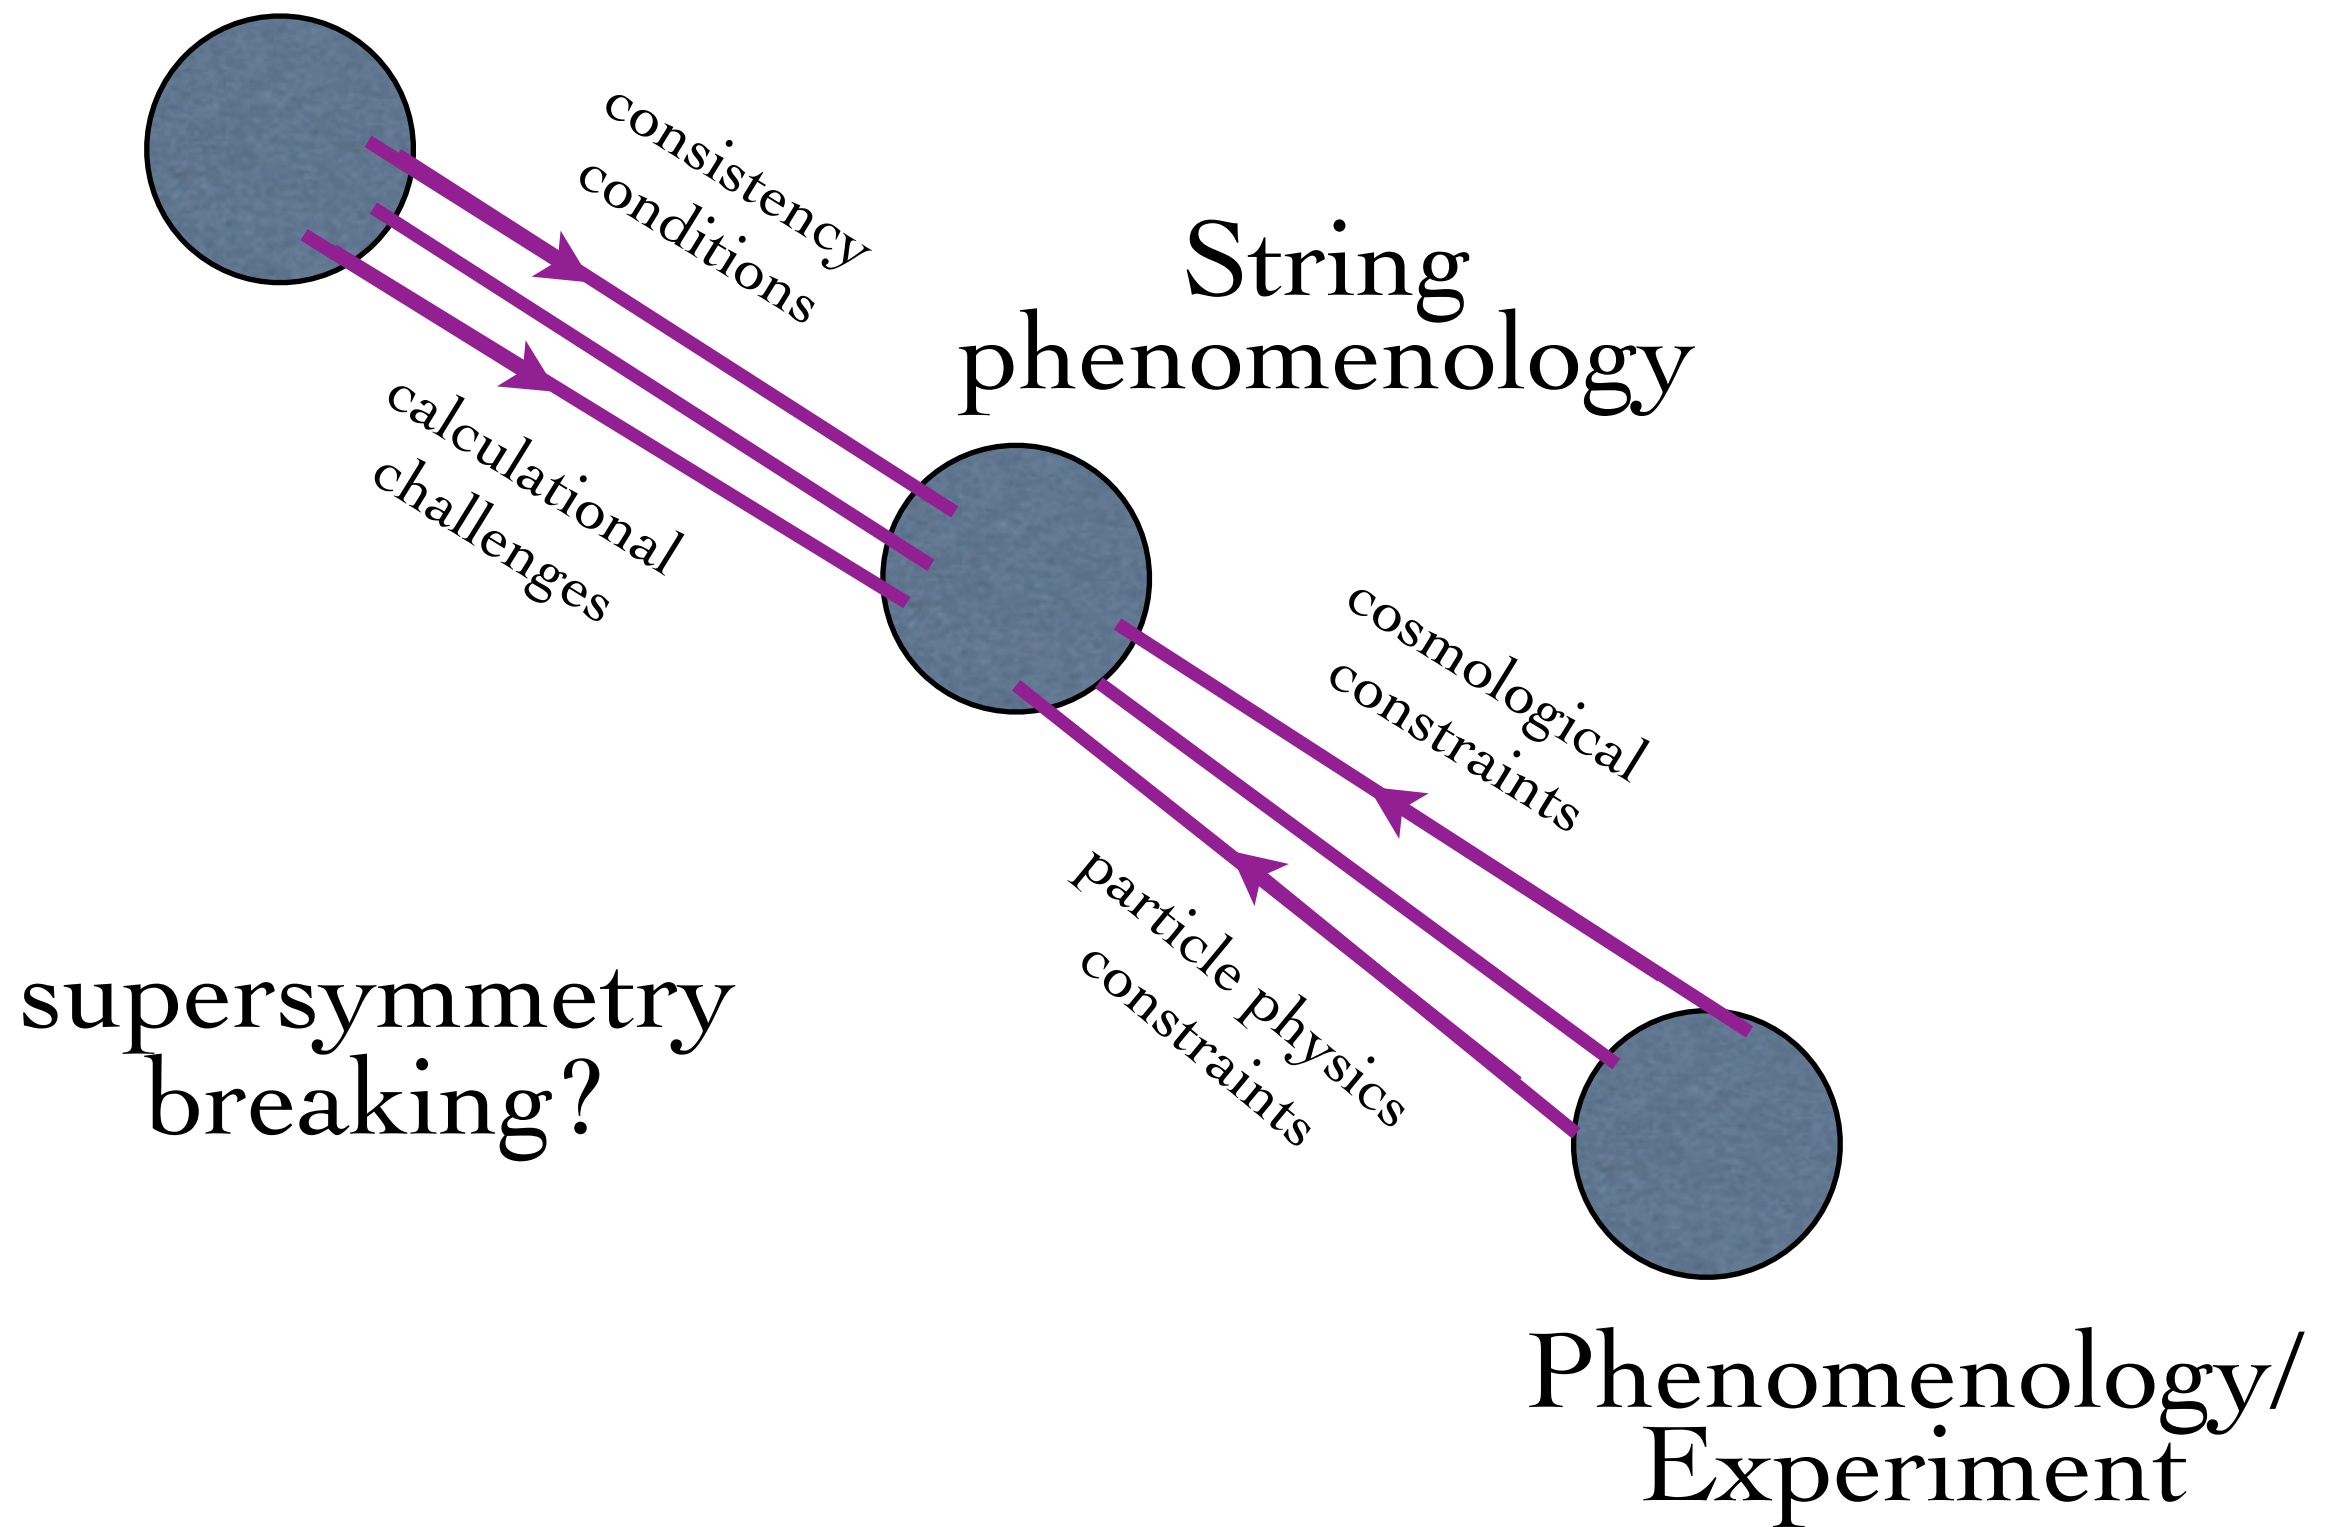 consistency
conditions
String
phenomenology
calculational
challenges
cosmological
constraints
particle physics
constraints
supersymmetry
breaking?
Phenomenology/
Experiment